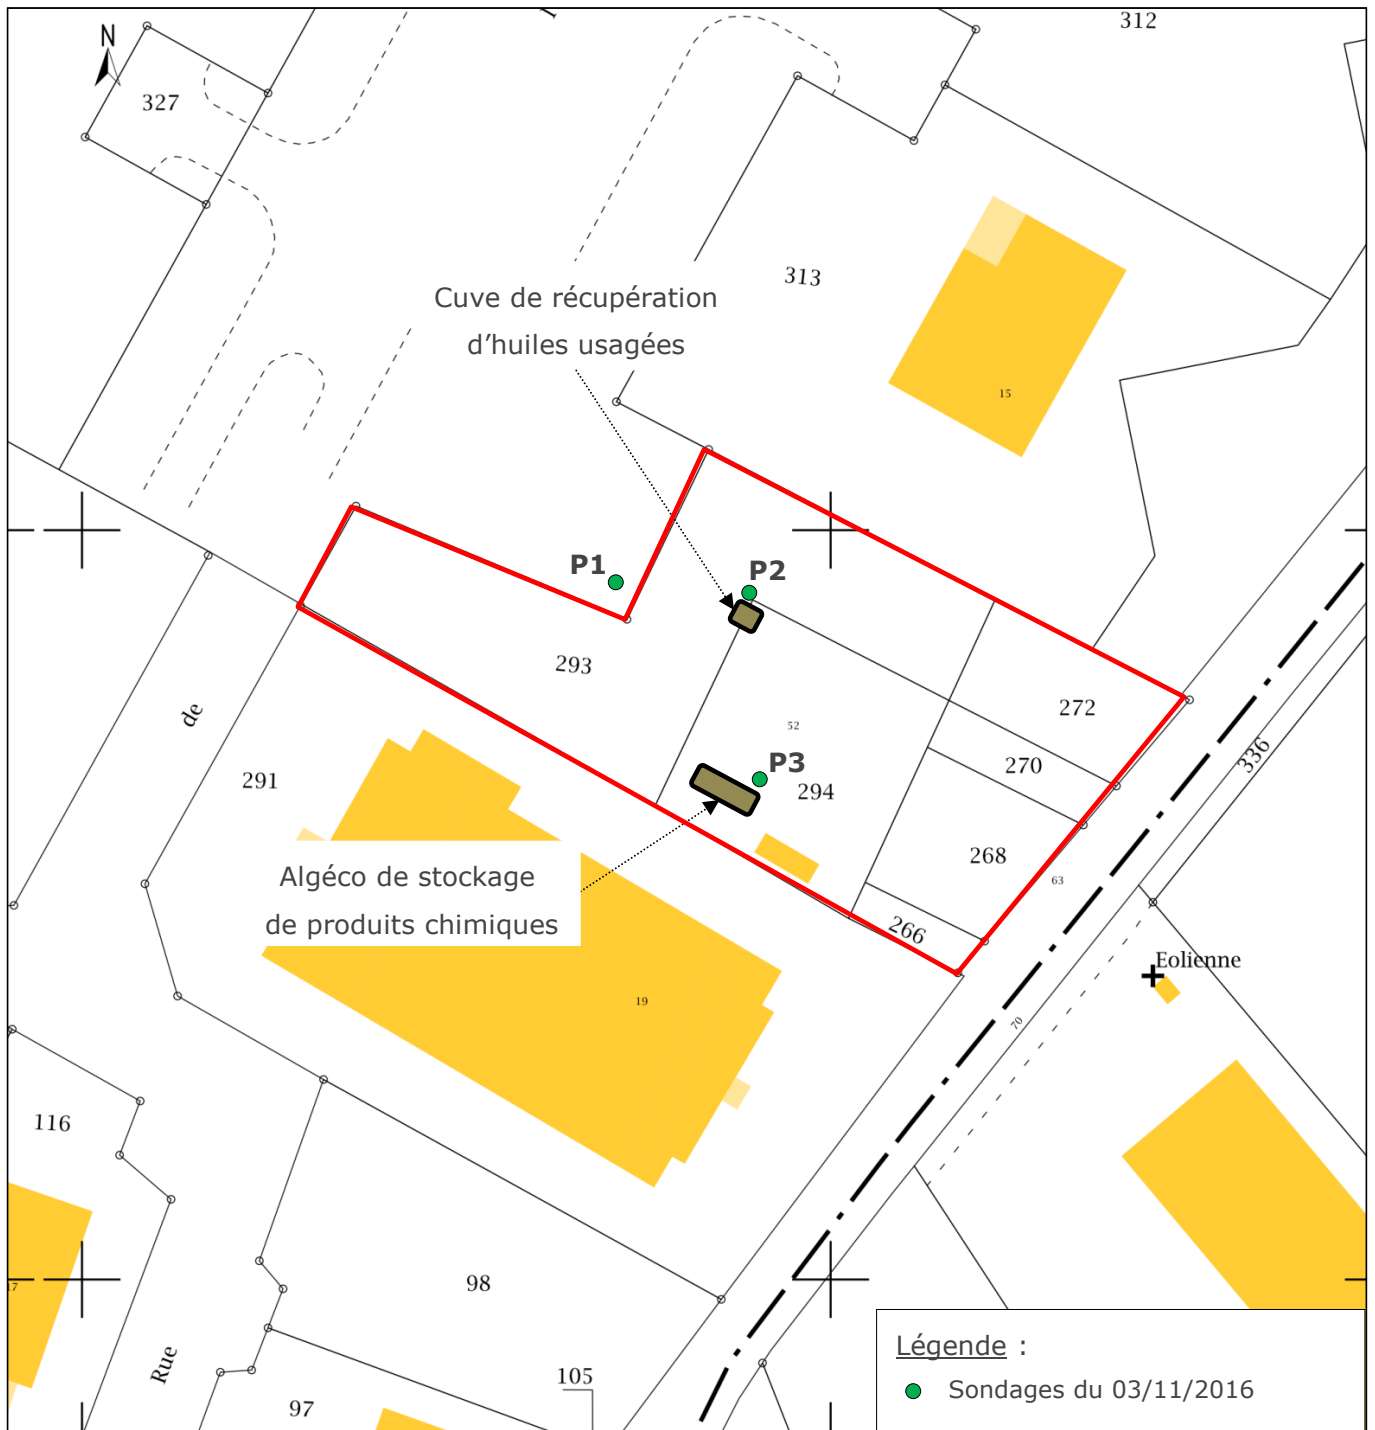 312
N
327
313
Cuve de récupération
d’huiles usagées
15
P1
P2
293
272
de
52
336
P3
270
291
294
268
Algéco de stockage
de produits chimiques
63
266
Eolienne
19
70
116
98
17
Rue
105
97
Légende :
Sondages du 03/11/2016